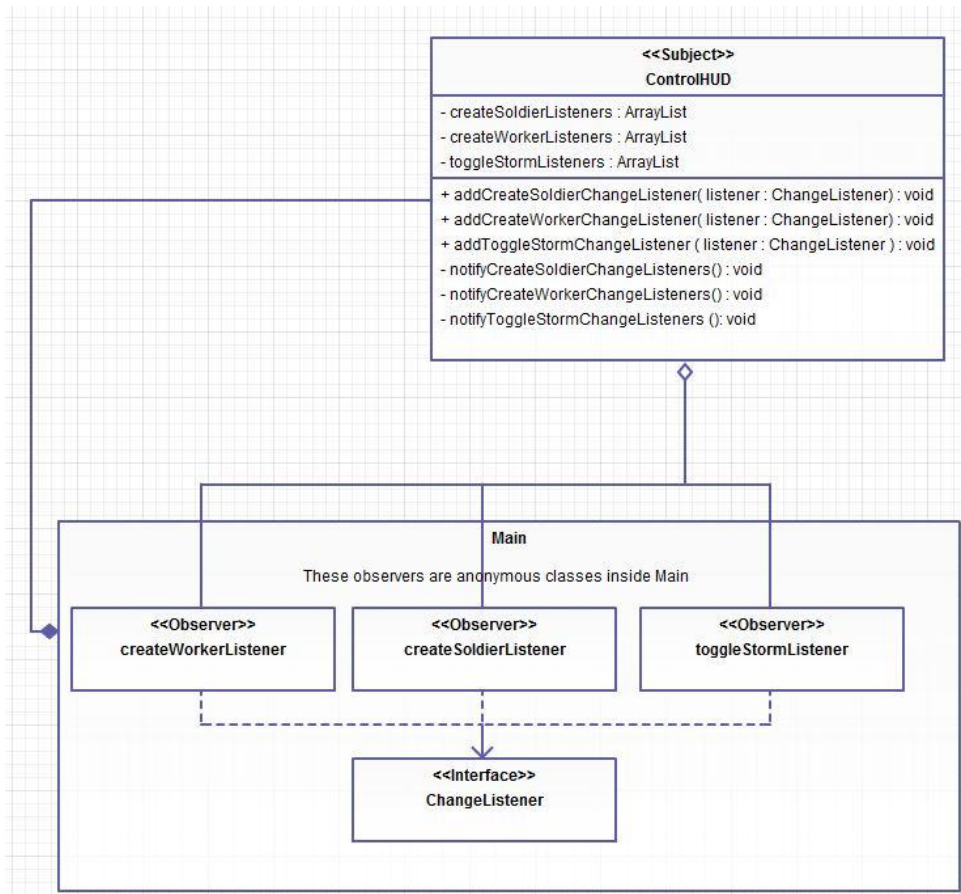 <<Subject>>
ControlHUD
- createSoldierListeners : ArrayList
- createWorkerListeners : ArrayList
- toggleStormListeners : ArrayList
+ addCreateSoldierChangeListener( listener : ChangeListener) : void
+ addCreateWorkerChangeListener( listener : ChangeListener) : void
+ addToggleStormChangeListener ( listener : ChangeListener ) : void
- notifyCreateSoldierChangeListeners() : void
- notifyCreateWorkerChangeListeners() : void
- notifyToggleStormChangeListeners (): void
Main
These observers are anonymous classes inside Main
<<Observer>>
createWorkerListener
<<Observer>>
createSoldierListener
<<Observer>>
toggleStormListener
<<Interface>>
ChangeListener